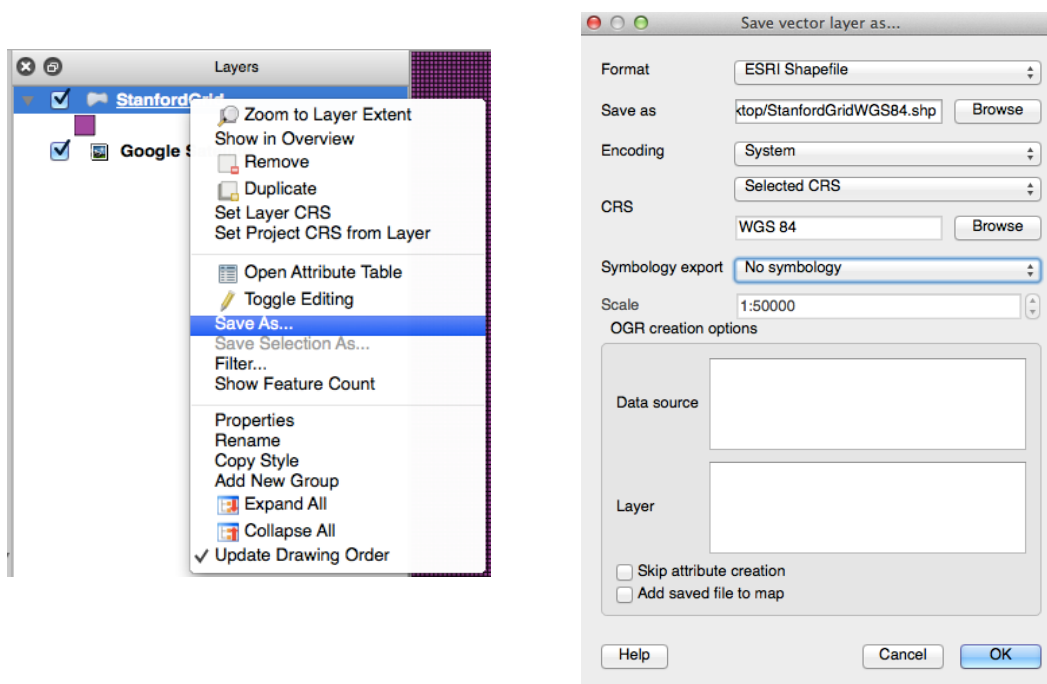 Layers
StanfordGrid
Google S
Zoom to Layer Extent
Show in Overview
Remove
Duplicate
Set Layer CRS
Set Project CRS from Layer
Open Attribute Table
Toggle Editing
Save As...
Save Selection As...
Filter...
Show Feature Count
Properties
Rename
Copy Style
Add New Group
Expand All
Collapse All
Update Drawing Order
Save vector layer as...
Format ESRI Shapefile
Save as ktop/StanfordGridWGS84.shp Browse
Encoding System
Selected CRS
CRS
WGS 84 Browse
Symbology export No symbology
Scale 1:50000
OGR creation options
Data source
Layer
Skip attribute creation
Add saved file to map
Help Cancel OK